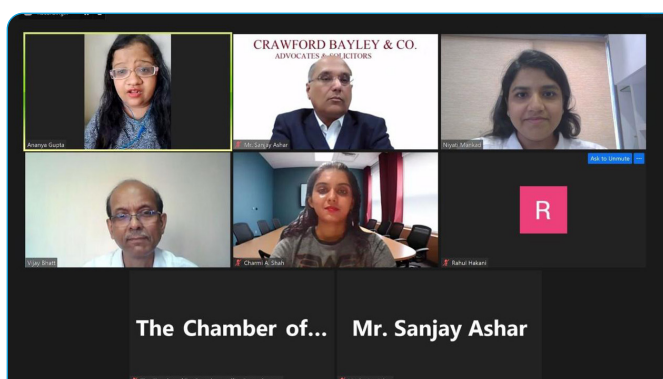 CRAWFORD BAYLEY & CO.
ADVOCATES & SOLICITORS
Ananya Gupta
Mr. Sanjay Ashar
Niyati Mankad
Ask to Unmute
Vijay Bhatt
Charmi A. Shah
R
Rahul Hakani
The Chamber of...
Mr. Sanjay Ashar